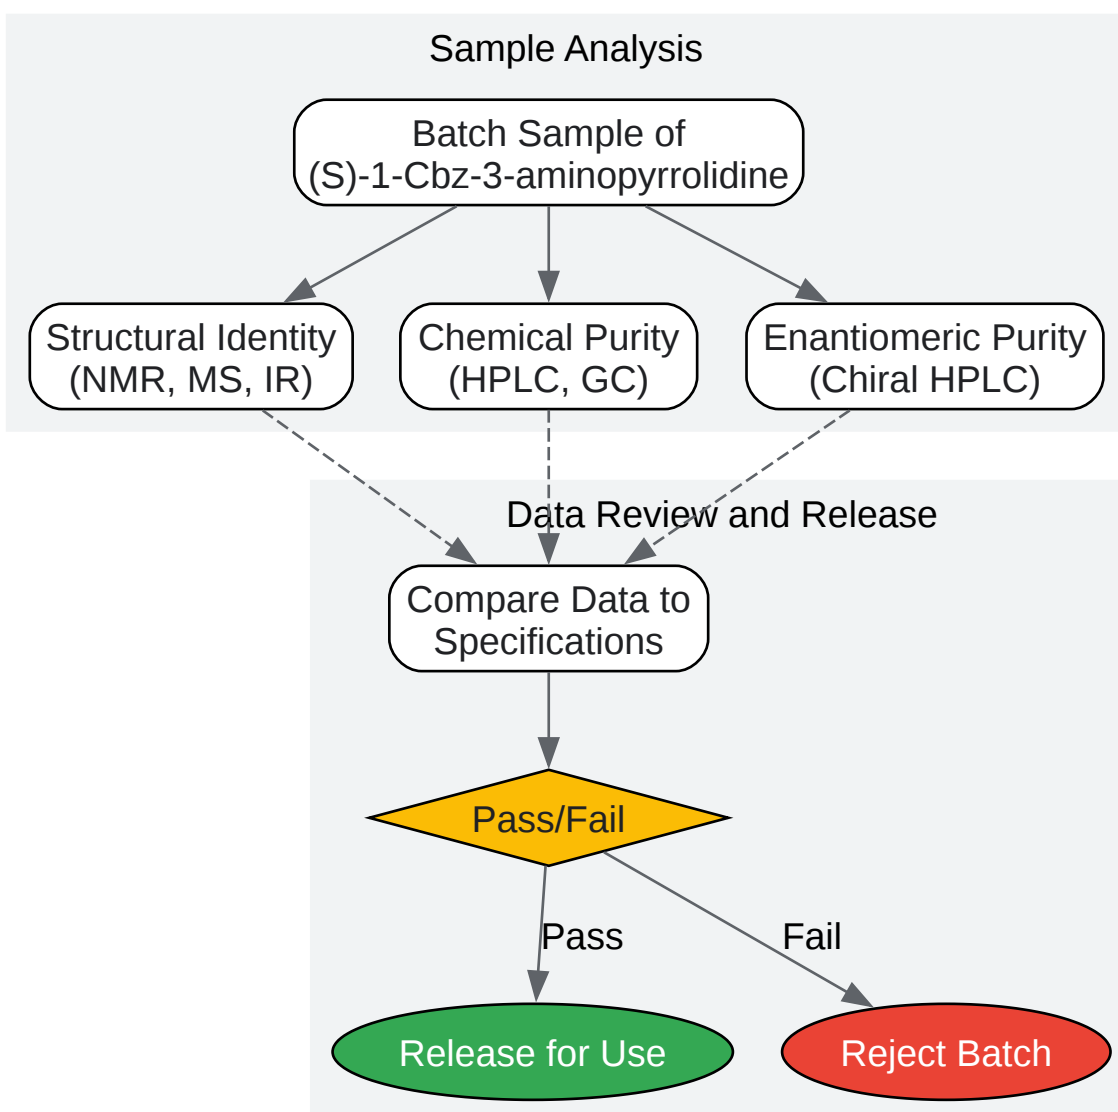 Sample Analysis
Batch Sample of
(S)-1-Cbz-3-aminopyrrolidine
Structural Identity
(NMR, MS, IR)
Chemical Purity
(HPLC, GC)
Enantiomeric Purity
(Chiral HPLC)
Data Review and Release
Compare Data to
Specifications
Pass/Fail
Pass
Fail
Release for Use
Reject Batch